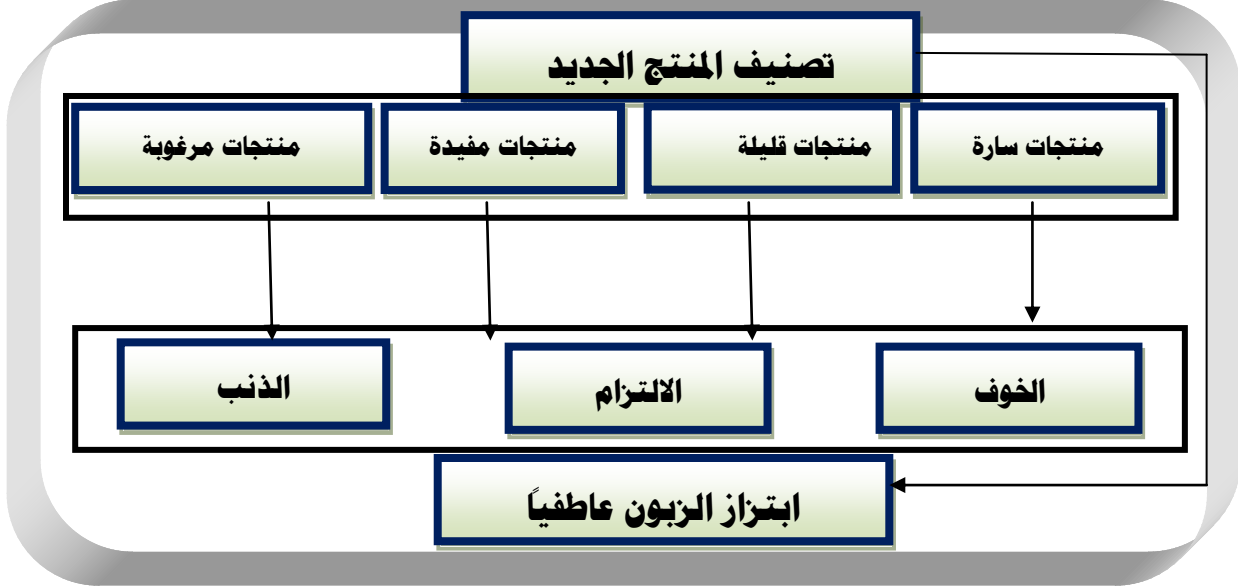 تصنيف المنتج الجديد
منتجات سارة
منتجات قليلة
منتجات مفيدة
منتجات مرغوبة
الخوف
الالتزام
الذنب
ابتزاز الزبون عاطفياً